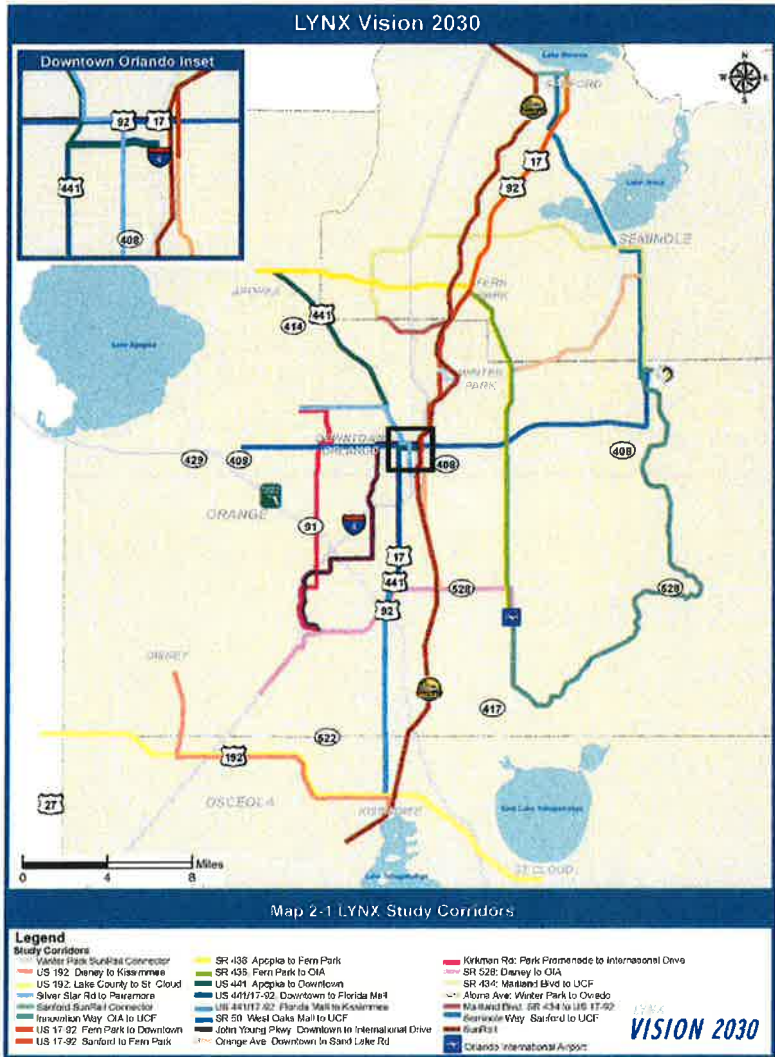 LYNX Vision 2030
Downtown Orlando Inset
92
17
441
408
4
N
W
E
S
Lake Monroe
SANFORD
17
92
Lake Jesup
SEMINOLE
APOPKA
FERN
PARK
441
414
Lake Apopka
WINTER
PARK
DOWNTOWN
ORLANDO
429
408
408
408
ORANGE
91
4
17
441
92
528
528
DISNEY
417
522
192
27
OSCEOLA
KISSIMMEE
East Lake Tohopekaliga
ST CLOUD
Lake Tohopekaliga
Miles
0
4
8
Map 2-1 LYNX Study Corridors
Legend
Study Corridors
Winter Park SunRail Connector
US 192: Disney to Kissimmee
US 192: Lake County to St. Cloud
Silver Star Rd to Parramore
Sanford SunRail Connector
Innovation Way: OIA to UCF
US 17-92: Fern Park to Downtown
US 17-92: Sanford to Fern Park
SR 436: Apopka to Fern Park
SR 436: Fern Park to OIA
US 441: Apopka to Downtown
US 441/17-92: Downtown to Florida Mall
US 441/17-92: Florida Mall to Kissimmee
SR 50: West Oaks Mall to UCF
John Young Pkwy: Downtown to International Drive
Orange Ave: Downtown to Sand Lake Rd
Kirkman Rd: Park Promenade to International Drive
SR 528: Disney to OIA
SR 434: Maitland Blvd to UCF
Aloma Ave: Winter Park to Oviedo
Maitland Blvd: SR 434 to US 17-92
Seminole Way: Sanford to UCF
SunRail
Orlando International Airport
LYNX
VISION 2030